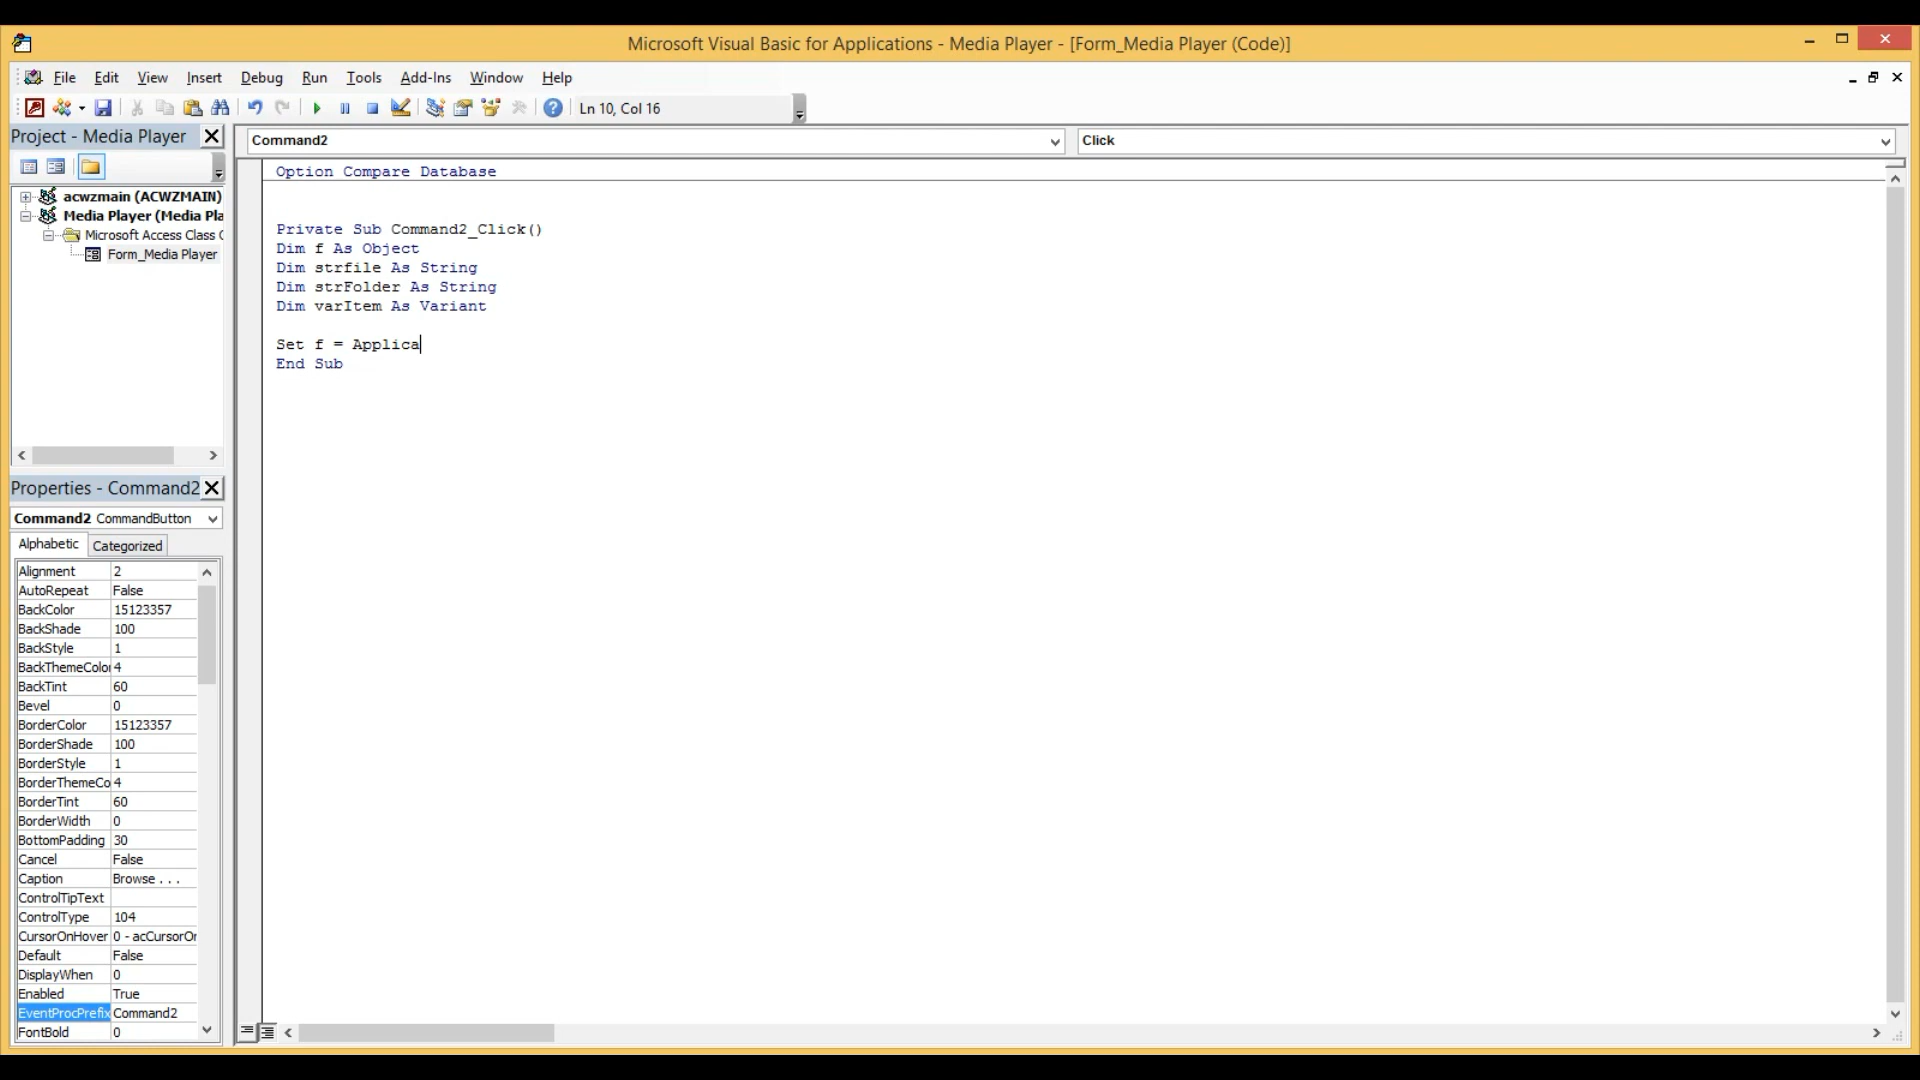 Microsoft Visual Basic for Applications - Media Player - [Form_Media Player (Code)]
File Edit View Insert Debug Run Tools Add-Ins Window Help
Ln 10, Col 16
Project - Media Player
acwzmain (ACWZMAIN)
Media Player (Media Pla
Microsoft Access Class C
Form_Media Player
Command2
Click
Option Compare Database
Private Sub Command2_Click()
Dim f As Object
Dim strfile As String
Dim strFolder As String
Dim varItem As Variant
Set f = Applica
End Sub
Properties - Command2
Command2 CommandButton
Alphabetic Categorized
Alignment 2
AutoRepeat False
BackColor 15123357
BackShade 100
BackStyle 1
BackThemeColor 4
BackTint 60
Bevel 0
BorderColor 15123357
BorderShade 100
BorderStyle 1
BorderThemeCo 4
BorderTint 60
BorderWidth 0
BottomPadding 30
Cancel False
Caption Browse . . .
ControlTipText
ControlType 104
CursorOnHover 0 - acCursorOn
Default False
DisplayWhen 0
Enabled True
EventProcPrefix Command2
FontBold 0